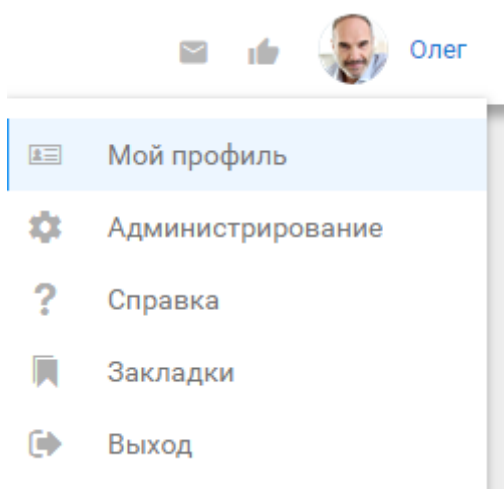 Олег
Мой профиль
Администрирование
Справка
Закладки
Выход